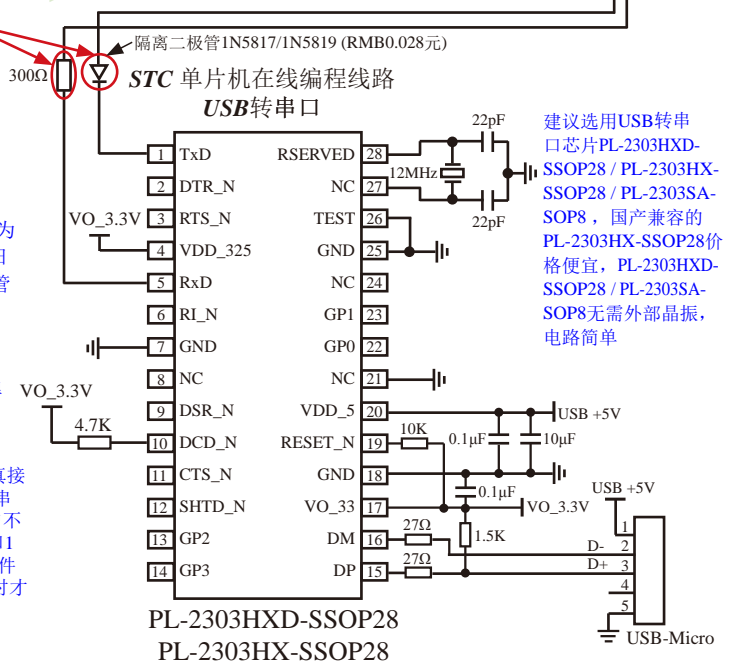 隔离二极管1N5817/1N5819 (RMB0.028元)
300Ω
STC 单片机在线编程线路
USB转串口
建议选用USB转串
口芯片PL-2303HXD-
SSOP28 / PL-2303HX-
SSOP28 / PL-2303SA-
SOP8 ，国产兼容的
PL-2303HX-SSOP28价
格便宜，PL-2303HXD-
SSOP28 / PL-2303SA-
SOP8无需外部晶振，
电路简单
22pF
12MHz
22pF
1 TxD
2 DTR_N
VO_3.3V 3 RTS_N
4 VDD_325
5 RxD
6 RI_N
7 GND
8 NC
VO_3.3V
9 DSR_N
4.7K
10 DCD_N
11 CTS_N
12 SHTD_N
13 GP2
14 GP3
RSERVED 28
NC 27
TEST 26
GND 25
NC 24
GP1 23
GP0 22
NC 21
VDD_5 20
USB +5V
RESET_N 19
10K
0.1μF
10μF
GND 18
0.1μF
VO_33 17
VO_3.3V
DM 16
27Ω
1.5K
DP 15
27Ω
USB +5V
1
D- 2
D+ 3
4
5
USB-Micro
PL-2303HXD-SSOP28
PL-2303HX-SSOP28
为
管
接
串
不
1
件
时才